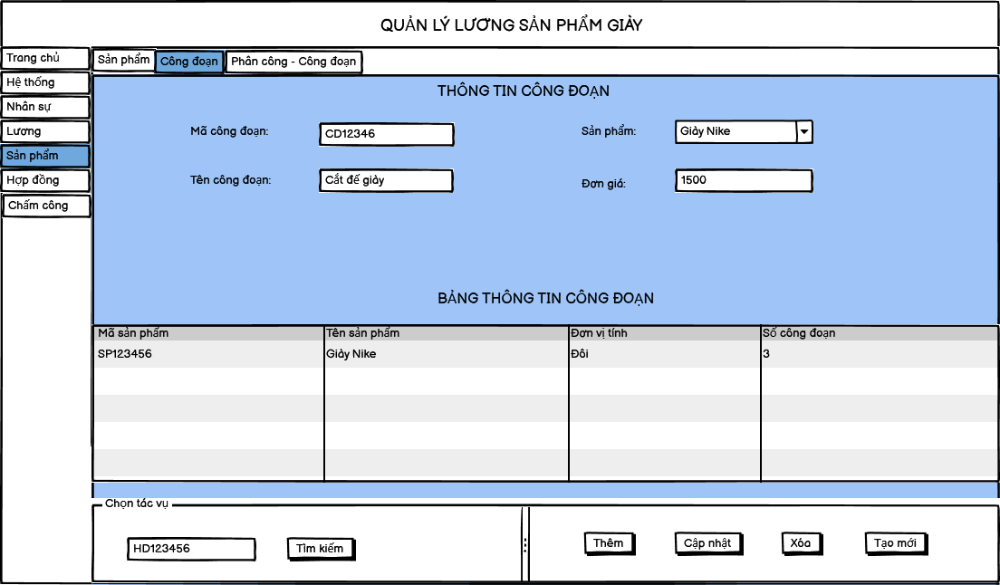 QUẢN LÝ LƯƠNG SẢN PHẨM GIÀY
Trang chủ
Hệ thống
Nhân sự
Lương
Sản phẩm
Hợp đồng
Chấm công
Sản phẩm Công đoạn Phân công - Công đoạn
THÔNG TIN CÔNG ĐOẠN
Mã công đoạn: CD12346 Sản phẩm: Giày Nike
Tên công đoạn: Cắt đế giày Đơn giá: 1500
BẢNG THÔNG TIN CÔNG ĐOẠN
Mã sản phẩm Tên sản phẩm Đơn vị tính Số công đoạn
SP123456 Giày Nike Đôi 3
Chọn tác vụ
HD123456 Tìm kiếm Thêm Cập nhật Xóa Tạo mới